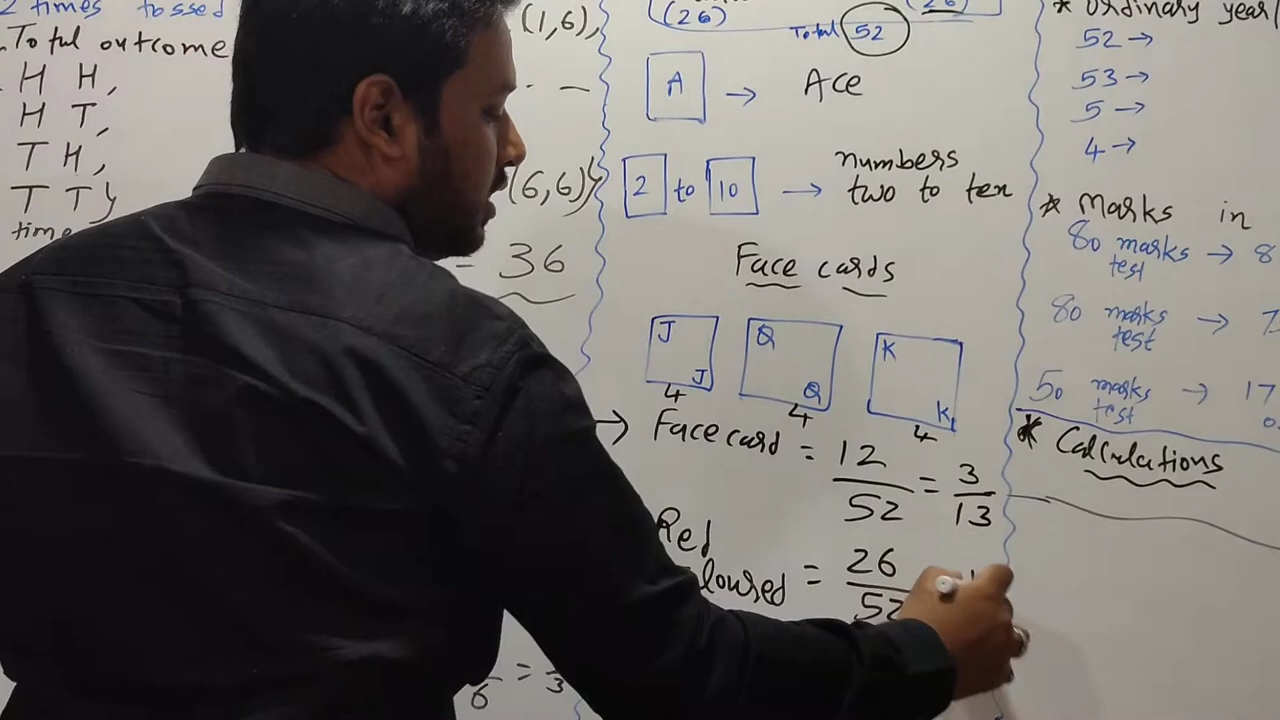 2 times tossed
Total outcome
H H,
H T,
T H,
T T}
time
(1,6),
(6,6)}
= 36
6 = 3
(26)
(26)
Total 52
A → Ace
2 to 10 → numbers two to ten
Face cards
J J
Q Q
K K
4 4 4
→ Face card = 12/52 = 3/13
Red
loured = 26/52
* Ordinary year/
52 →
53 →
5 →
4 →
* Marks in
80 marks test → 8
80 marks test → 7
50 marks test → 17
* Calculations